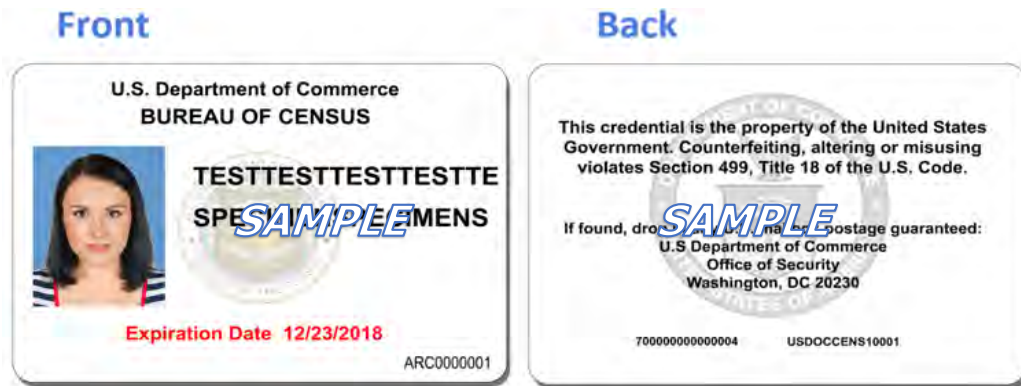 Front
U.S. Department of Commerce
BUREAU OF CENSUS
TESTTESTTESTTESTTE
SAMPLE
Expiration Date 12/23/2018
ARC0000001
Back
This credential is the property of the United States
Government. Counterfeiting, altering or misusing
violates Section 499, Title 18 of the U.S. Code.
SAMPLE
If found, postage guaranteed:
U.S Department of Commerce
Office of Security
Washington, DC 20230
700000000000004 USDOCCENS10001